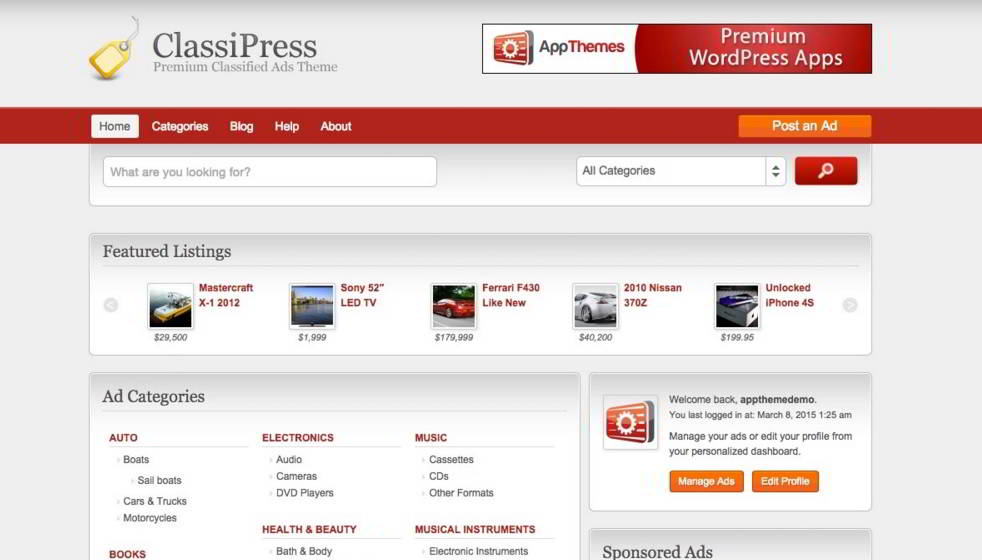 ClassiPress
Premium Classified Ads Theme
AppThemes
Premium
WordPress Apps
Home
Categories
Blog
Help
About
Post an Ad
What are you looking for?
All Categories
Featured Listings
Mastercraft
X-1 2012
$29,500
Sony 52″
LED TV
$1,999
Ferrari F430
Like New
$179,999
2010 Nissan
370Z
$40,200
Unlocked
iPhone 4S
$199.95
Ad Categories
AUTO
Boats
Sail boats
Cars & Trucks
Motorcycles
BOOKS
ELECTRONICS
Audio
Cameras
DVD Players
HEALTH & BEAUTY
Bath & Body
MUSIC
Cassettes
CDs
Other Formats
MUSICAL INSTRUMENTS
Electronic Instruments
Welcome back, appthemedemo.
You last logged in at: March 8, 2015 1:25 am
Manage your ads or edit your profile from
your personalized dashboard.
Manage Ads
Edit Profile
Sponsored Ads